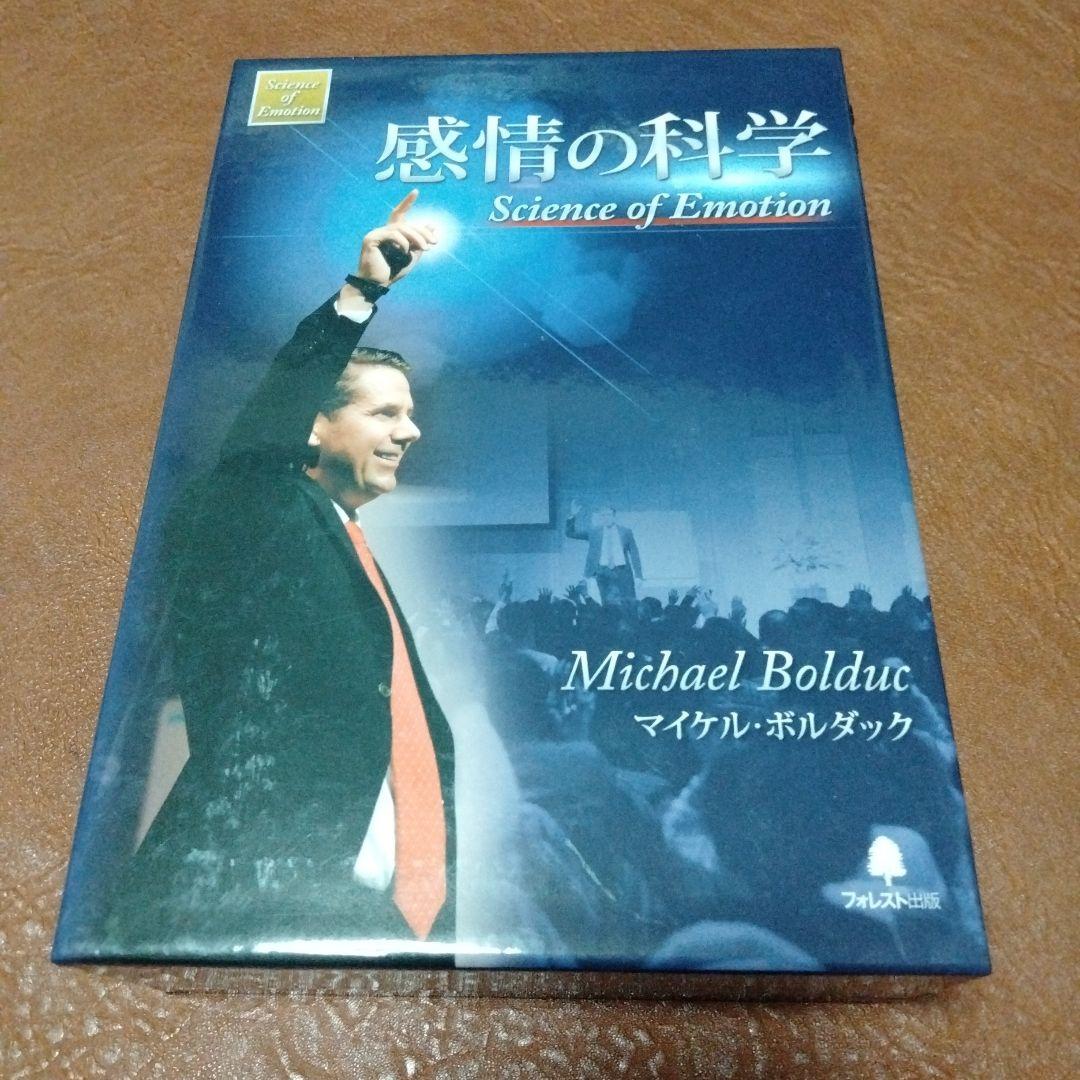 Science
of
Emotion
感情の科学
Science of Emotion
Michael Bolduc
マイケル・ボルダック
フォレスト出版